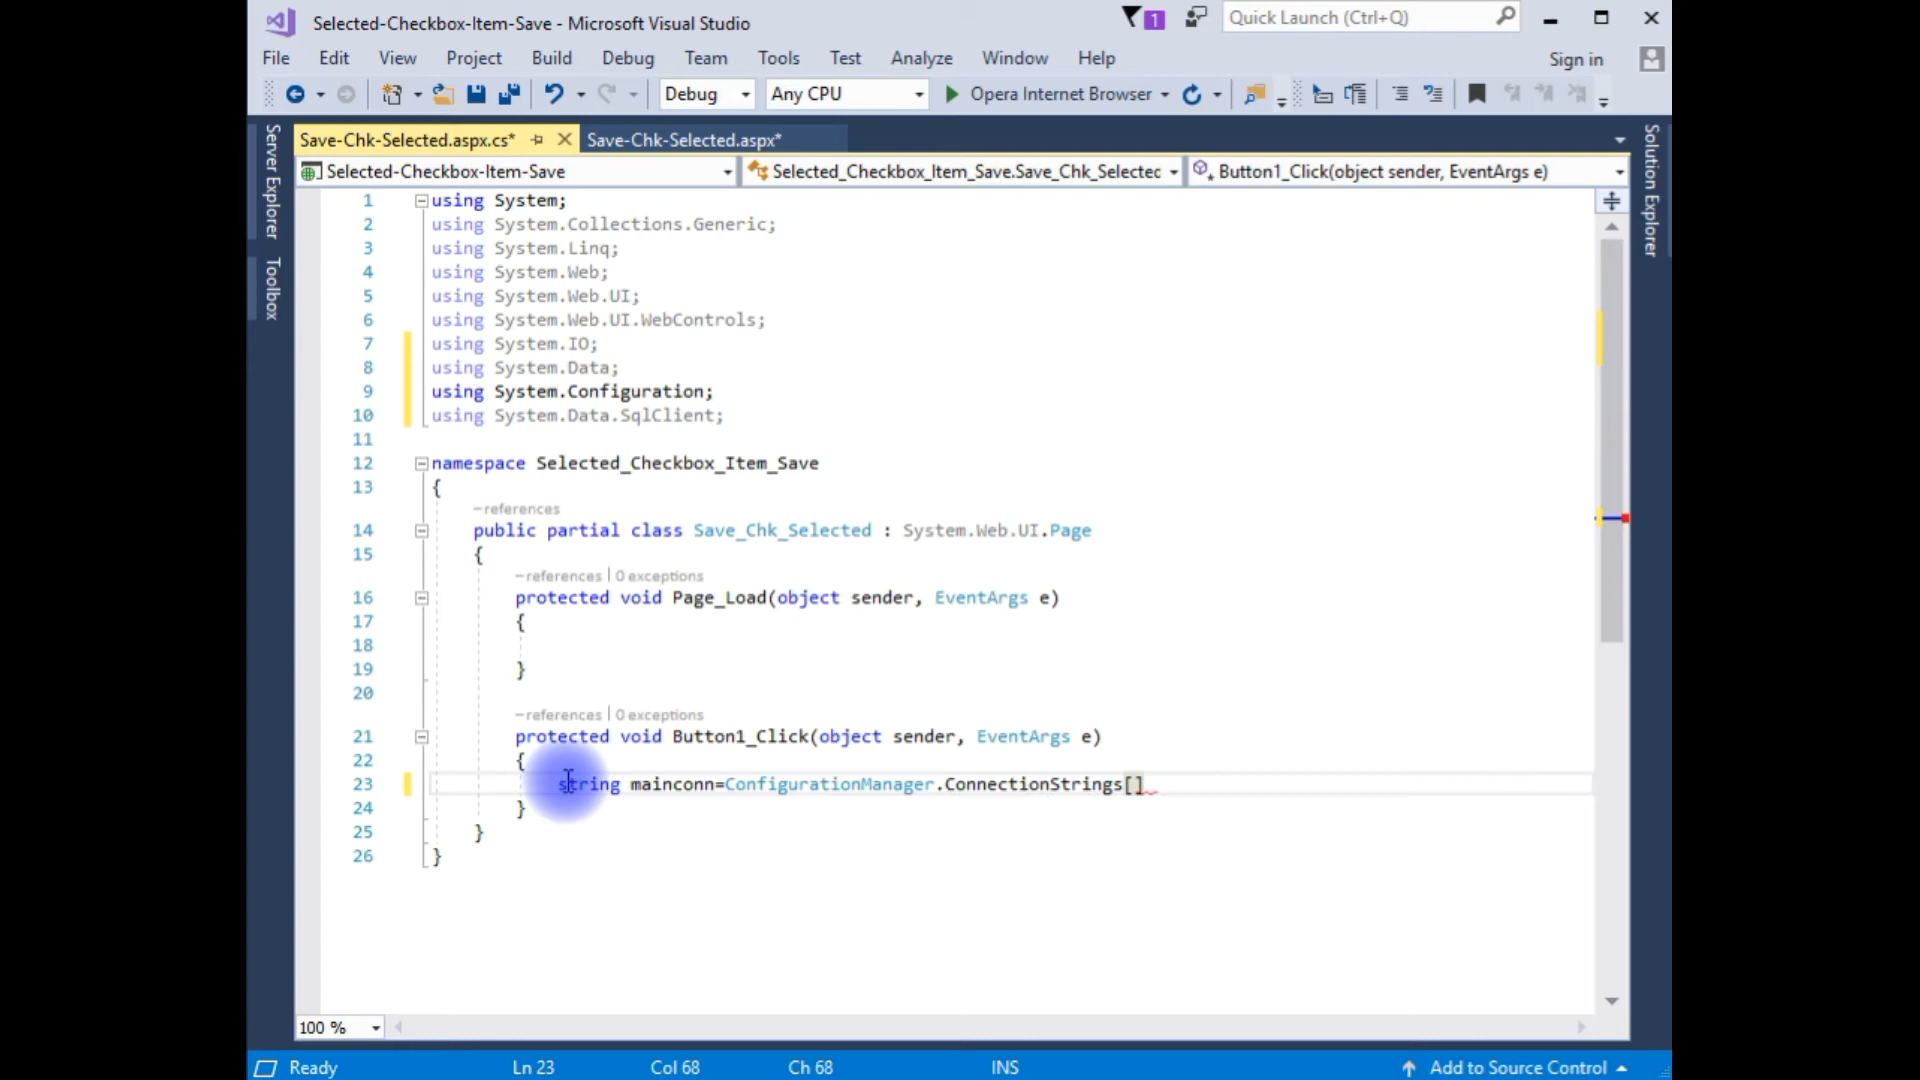 Selected-Checkbox-Item-Save - Microsoft Visual Studio
1
Quick Launch (Ctrl+Q)
File Edit View Project Build Debug Team Tools Test Analyze Window Help
Sign in
Debug Any CPU Opera Internet Browser
Server Explorer
Toolbox
Solution Explorer
Save-Chk-Selected.aspx.cs* Save-Chk-Selected.aspx*
Selected-Checkbox-Item-Save Selected_Checkbox_Item_Save.Save_Chk_Selected Button1_Click(object sender, EventArgs e)
1 using System;
2 using System.Collections.Generic;
3 using System.Linq;
4 using System.Web;
5 using System.Web.UI;
6 using System.Web.UI.WebControls;
7 using System.IO;
8 using System.Data;
9 using System.Configuration;
10 using System.Data.SqlClient;
11
12 namespace Selected_Checkbox_Item_Save
13 {
-references
14 public partial class Save_Chk_Selected : System.Web.UI.Page
15 {
-references | 0 exceptions
16 protected void Page_Load(object sender, EventArgs e)
17 {
18
19 }
20
-references | 0 exceptions
21 protected void Button1_Click(object sender, EventArgs e)
22 {
23 string mainconn=ConfigurationManager.ConnectionStrings[]
24 }
25 }
26 }
100 %
Ready Ln 23 Col 68 Ch 68 INS Add to Source Control